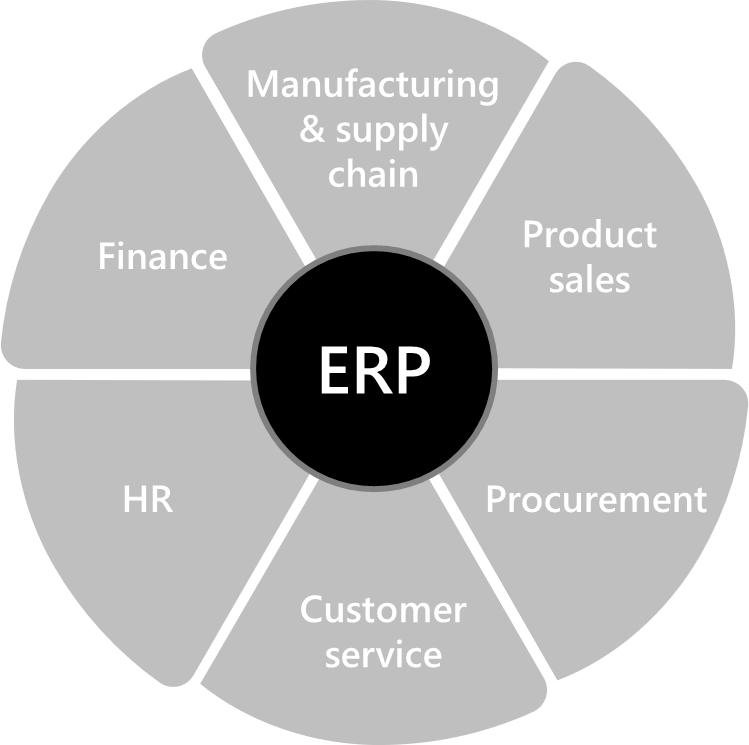 Manufacturing
& supply
chain
Product
sales
Finance
ERP
HR
Procurement
Customer
service